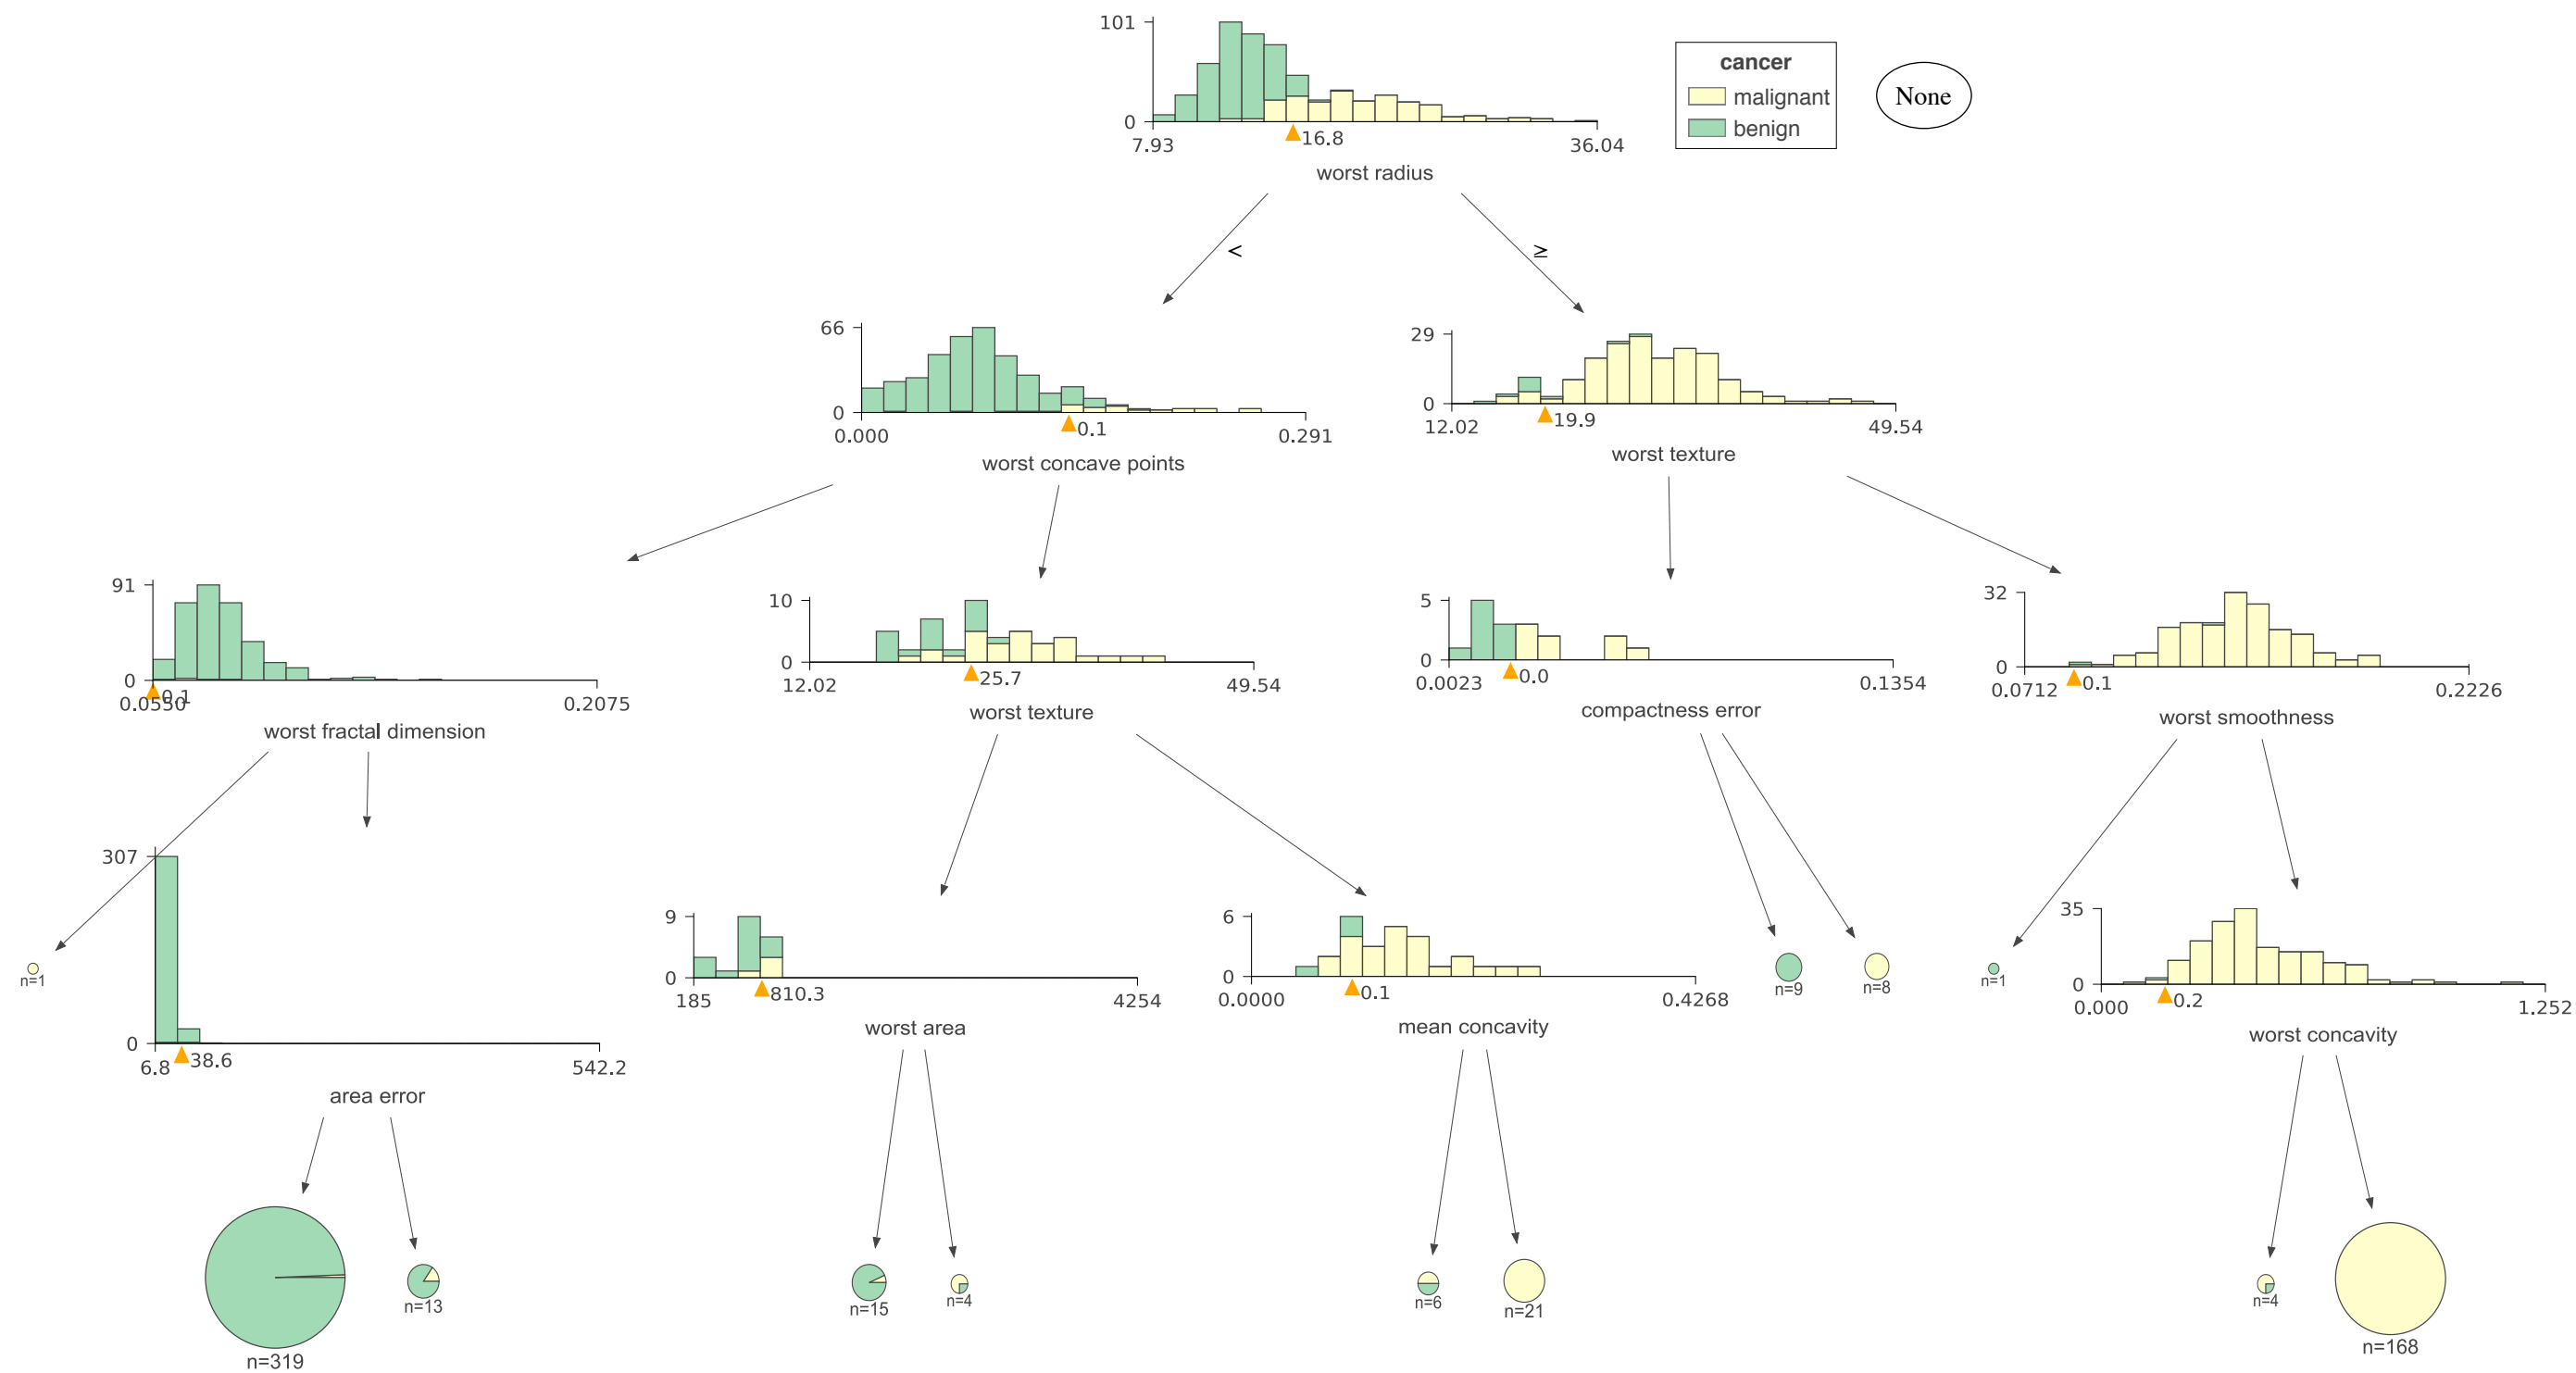 101
0
7.93
16.8
36.04
worst radius
cancer
malignant
benign
None
<
≥
66
0
0.000
0.1
0.291
worst concave points
29
0
12.02
19.9
49.54
worst texture
91
0
0.0550
0.1
0.2075
worst fractal dimension
10
0
12.02
25.7
49.54
worst texture
5
0
0.0023
0.0
0.1354
compactness error
32
0
0.0712
0.1
0.2226
worst smoothness
n=1
307
0
6.8
38.6
542.2
area error
9
0
185
810.3
4254
worst area
6
0
0.0000
0.1
0.4268
mean concavity
n=9
n=8
n=1
35
0
0.000
0.2
1.252
worst concavity
n=319
n=13
n=15
n=4
n=6
n=21
n=4
n=168